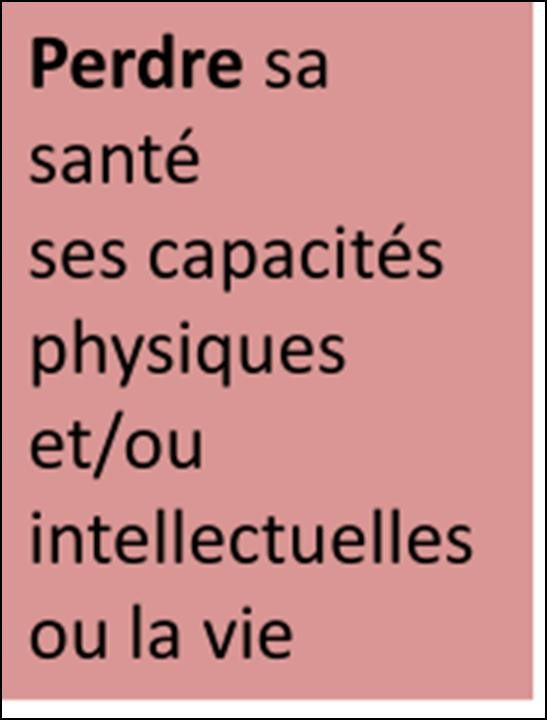 Perdre sa
santé
ses capacités
physiques
et/ou
intellectuelles
ou la vie